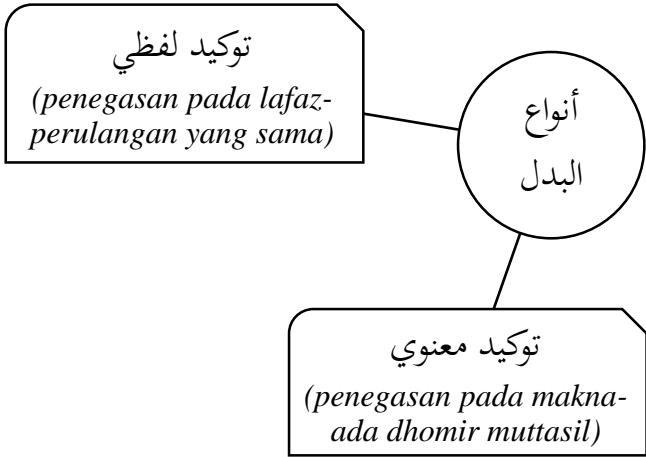 توكيد لفظي
(penegasan pada lafaz-
perulangan yang sama)
أنواع
البدل
توكيد معنوي
(penegasan pada makna-
ada dhomir muttasil)